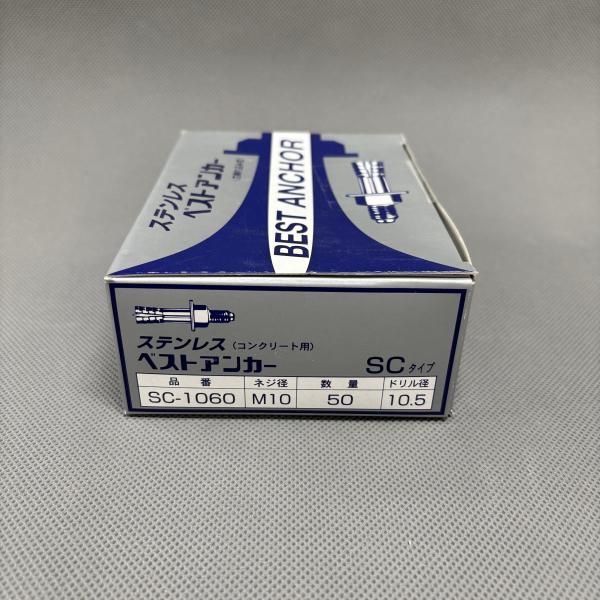 ステンレス
ベストアンカー
BEST ANCHOR
ステンレス（コンクリート用）
ベストアンカー
SCタイプ
品番 ネジ径 数量 ドリル径
SC-1060 M10 50 10.5